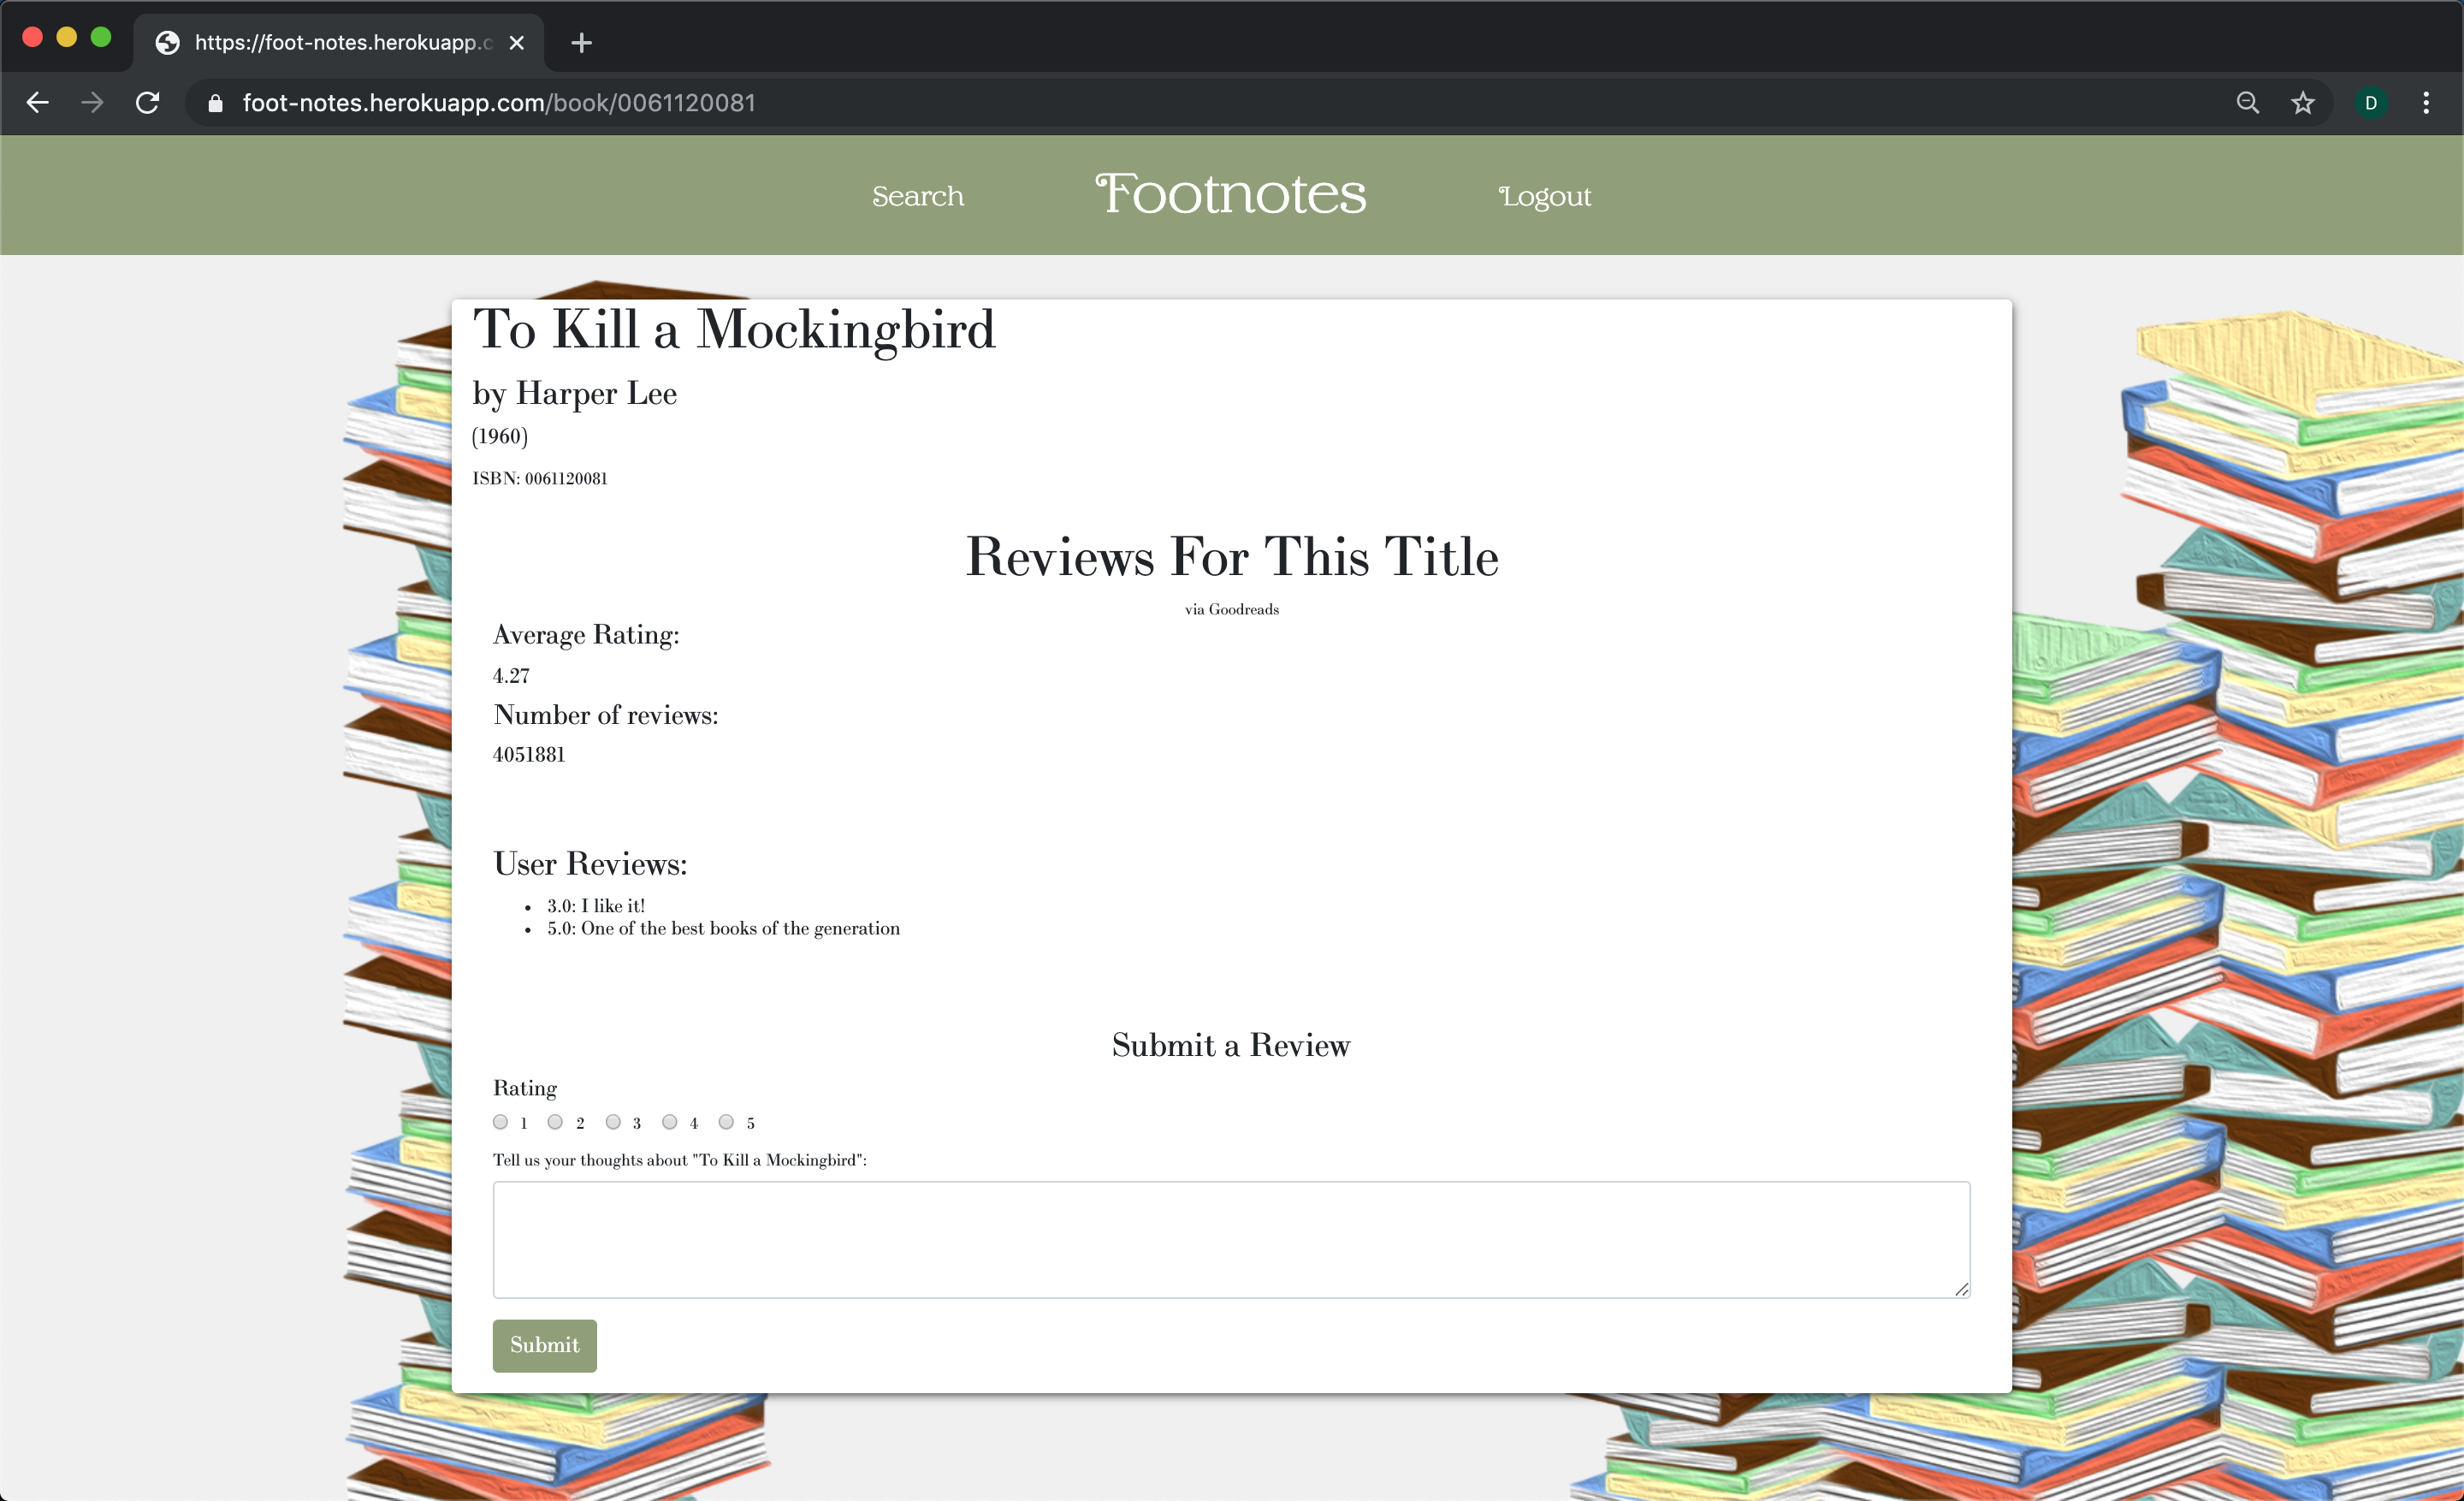 https://foot-notes.herokuapp.c
foot-notes.herokuapp.com/book/0061120081
D
Search
Footnotes
Logout
To Kill a Mockingbird
by Harper Lee
(1960)
ISBN: 0061120081
Reviews For This Title
via Goodreads
Average Rating:
4.27
Number of reviews:
4051881
User Reviews:
• 3.0: I like it!
• 5.0: One of the best books of the generation
Submit a Review
Rating
1 2 3 4 5
Tell us your thoughts about "To Kill a Mockingbird":
Submit